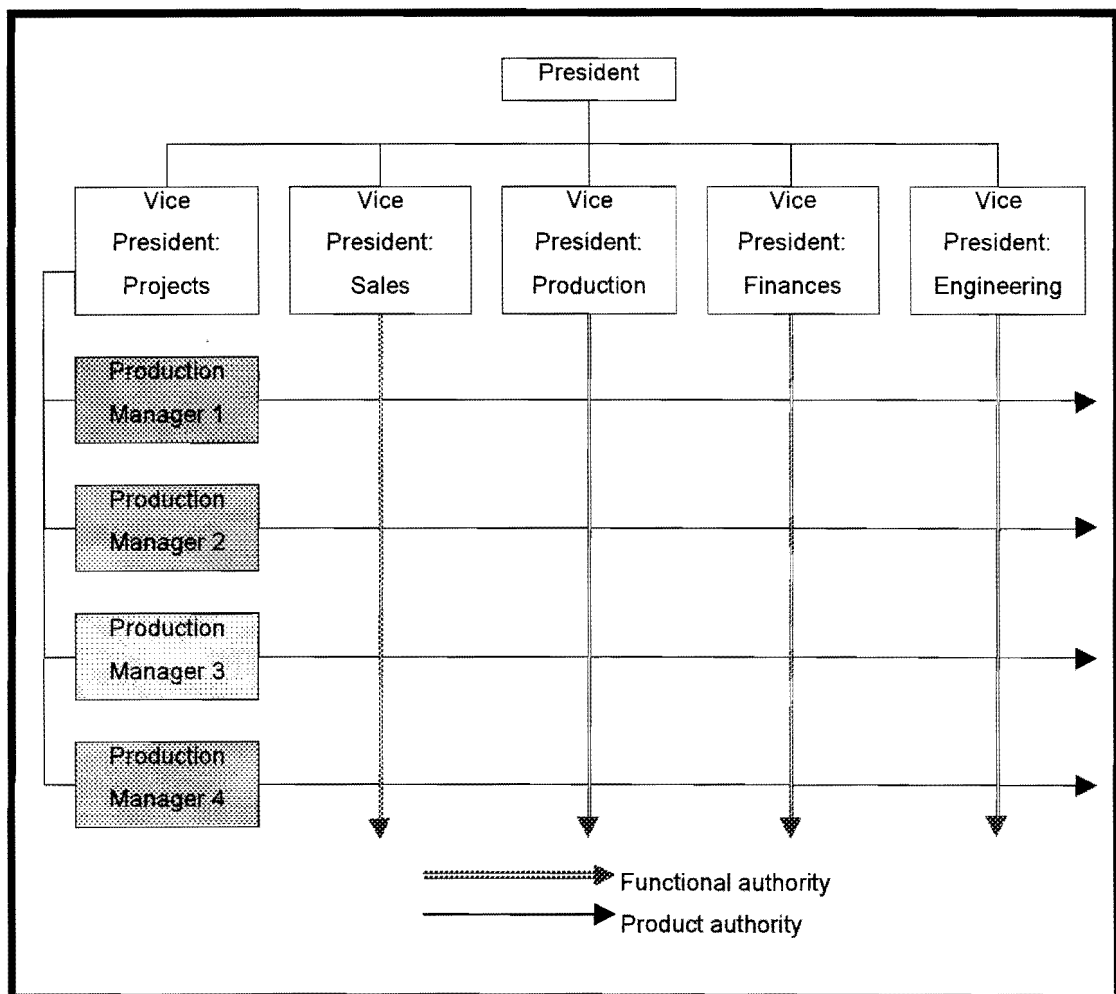 President
Vice
President:
Projects
Vice
President:
Sales
Vice
President:
Production
Vice
President:
Finances
Vice
President:
Engineering
Production
Manager 1
Production
Manager 2
Production
Manager 3
Production
Manager 4
Functional authority
Product authority